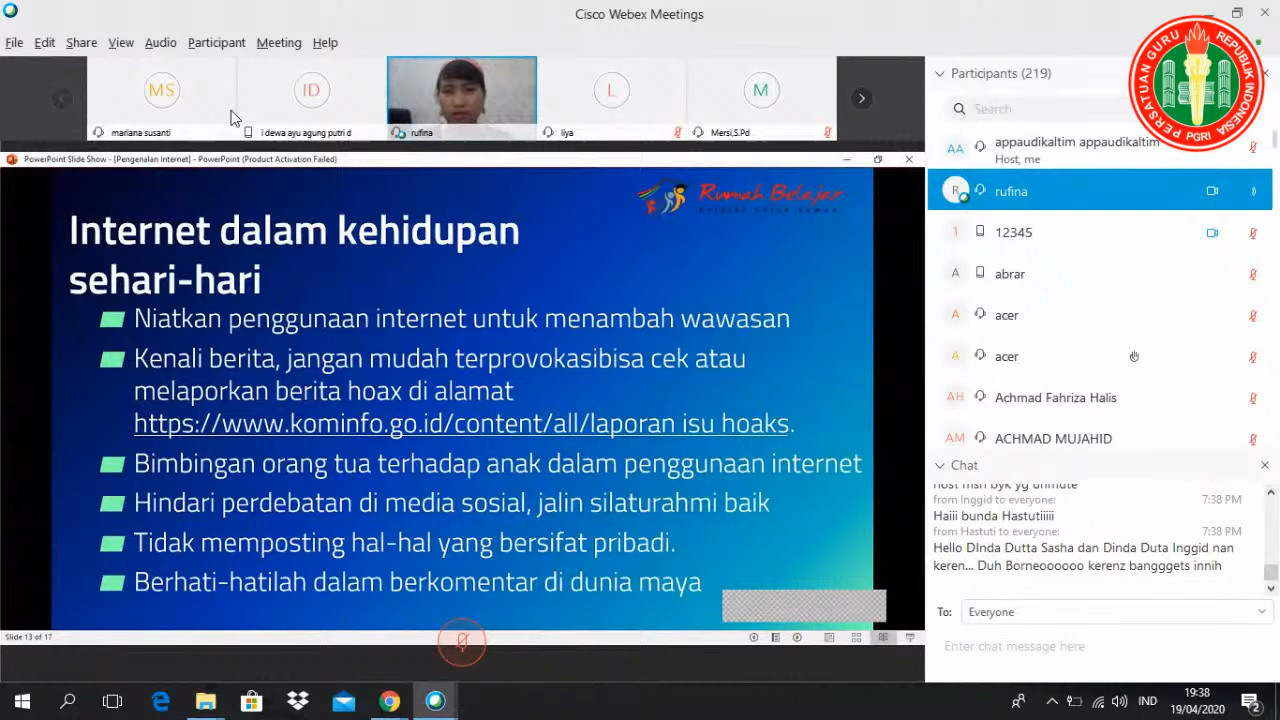 Cisco Webex Meetings
File Edit Share View Audio Participant Meeting Help
MS
ID
L
M
mariana susanti
i dewa ayu agung putri d
rufina
liya
Mersi,S.Pd
PowerPoint Slide Show - [Pengenalan Internet] - PowerPoint (Product Activation Failed)
Rumah Belajar
Internet dalam kehidupan
sehari-hari
Niatkan penggunaan internet untuk menambah wawasan
Kenali berita, jangan mudah terprovokasibisa cek atau
melaporkan berita hoax di alamat
https://www.kominfo.go.id/content/all/laporan isu hoaks.
Bimbingan orang tua terhadap anak dalam penggunaan internet
Hindari perdebatan di media sosial, jalin silaturahmi baik
Tidak memposting hal-hal yang bersifat pribadi.
Berhati-hatilah dalam berkomentar di dunia maya
Slide 13 of 17
Participants (219)
Search
PERSATUAN GURU REPUBLIK INDONESIA
PGRI
AA appaudikaltim appaudikaltim
Host, me
R rufina
1 12345
A abrar
A acer
A acer
AH Achmad Fahriza Halis
AM ACHMAD MUJAHID
Chat
host msh byk yg unmute
from Inggid to everyone: 7:38 PM
Haiii bunda Hastutiiiii
from Hastuti to everyone: 7:38 PM
Hello DInda Dutta Sasha dan Dinda Duta Inggid nan
keren... Duh Borneoooooo kerenz bangggets innih
To: Everyone
Enter chat message here
IND
19:38
19/04/2020
2